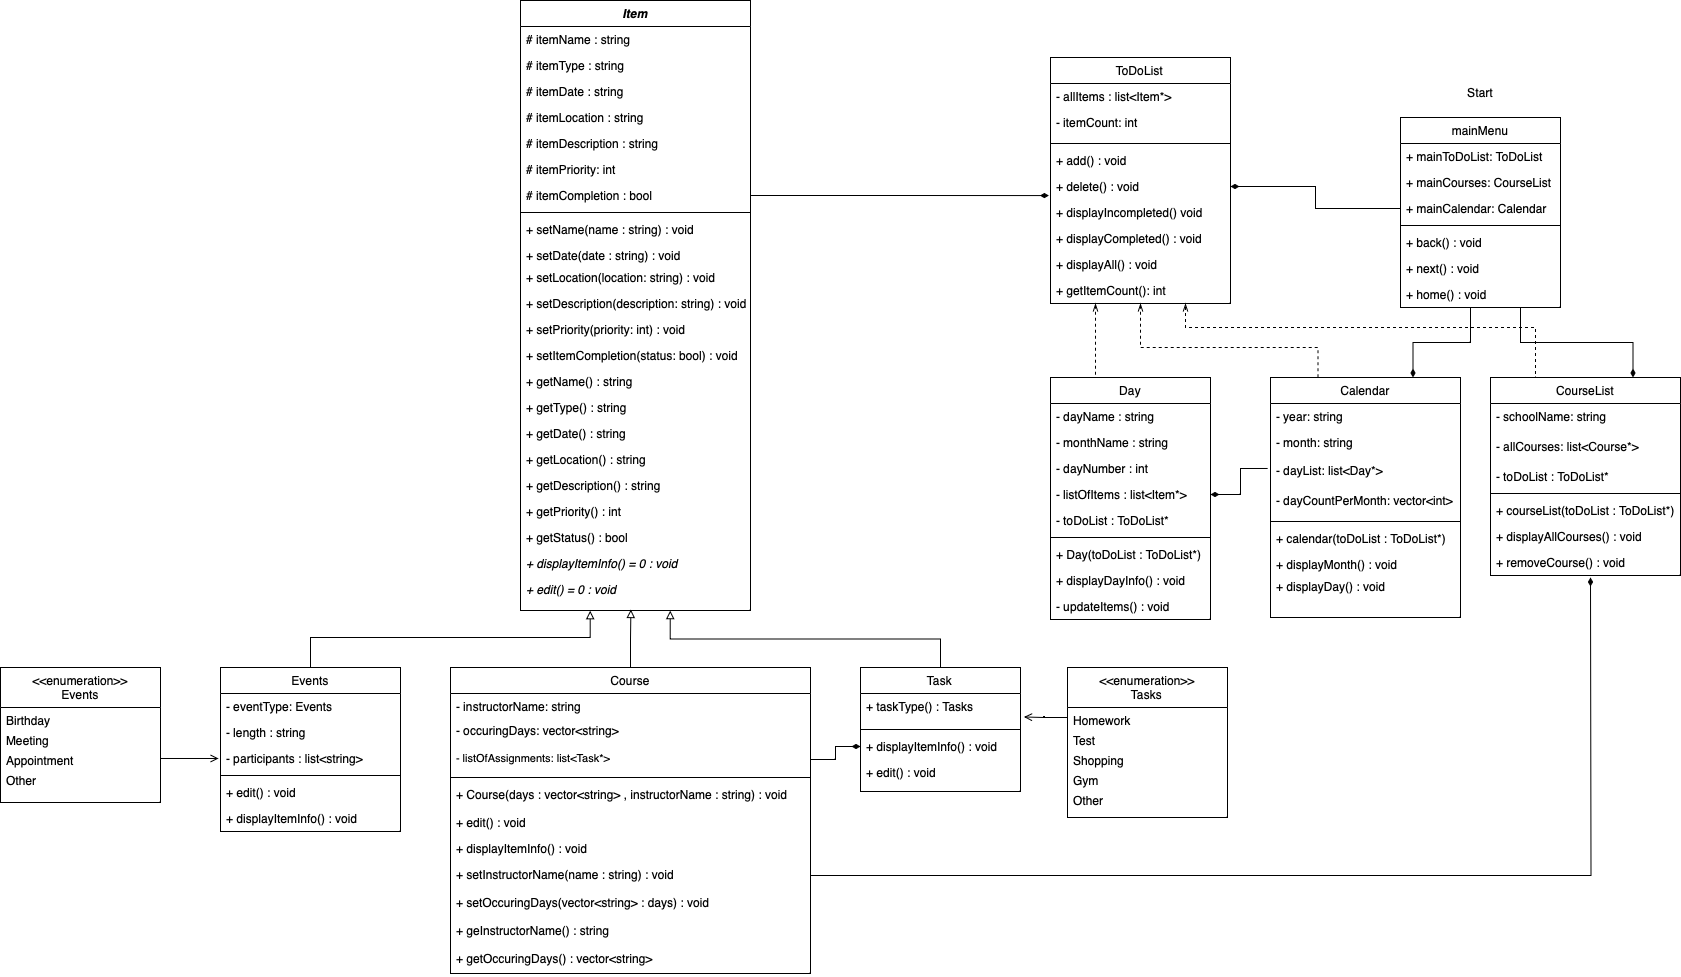 Item
# itemName : string
# itemType : string
# itemDate : string
# itemLocation : string
# itemDescription : string
# itemPriority: int
# itemCompletion : bool
+ setName(name : string) : void
+ setDate(date : string) : void
+ setLocation(location: string) : void
+ setDescription(description: string) : void
+ setPriority(priority: int) : void
+ setItemCompletion(status: bool) : void
+ getName() : string
+ getType() : string
+ getDate() : string
+ getLocation() : string
+ getDescription() : string
+ getPriority() : int
+ getStatus() : bool
+ displayItemInfo() = 0 : void
+ edit() = 0 : void
ToDoList
- allItems : list<Item*>
- itemCount: int
+ add() : void
+ delete() : void
+ displayIncompleted() void
+ displayCompleted() : void
+ displayAll() : void
+ getItemCount(): int
Start
mainMenu
+ mainToDoList: ToDoList
+ mainCourses: CourseList
+ mainCalendar: Calendar
+ back() : void
+ next() : void
+ home() : void
Day
- dayName : string
- monthName : string
- dayNumber : int
- listOfItems : list<Item*>
- toDoList : ToDoList*
+ Day(toDoList : ToDoList*)
+ displayDayInfo() : void
- updateItems() : void
Calendar
- year: string
- month: string
- dayList: list<Day*>
- dayCountPerMonth: vector<int>
+ calendar(toDoList : ToDoList*)
+ displayMonth() : void
+ displayDay() : void
CourseList
- schoolName: string
- allCourses: list<Course*>
- toDoList : ToDoList*
+ courseList(toDoList : ToDoList*)
+ displayAllCourses() : void
+ removeCourse() : void
<<enumeration>>
Events
Birthday
Meeting
Appointment
Other
Events
- eventType: Events
- length : string
- participants : list<string>
+ edit() : void
+ displayItemInfo() : void
Course
- instructorName: string
- occuringDays: vector<string>
- listOfAssignments: list<Task*>
+ Course(days : vector<string> , instructorName : string) : void
+ edit() : void
+ displayItemInfo() : void
+ setInstructorName(name : string) : void
+ setOccuringDays(vector<string> : days) : void
+ geInstructorName() : string
+ getOccuringDays() : vector<string>
Task
+ taskType() : Tasks
+ displayItemInfo() : void
+ edit() : void
<<enumeration>>
Tasks
Homework
Test
Shopping
Gym
Other